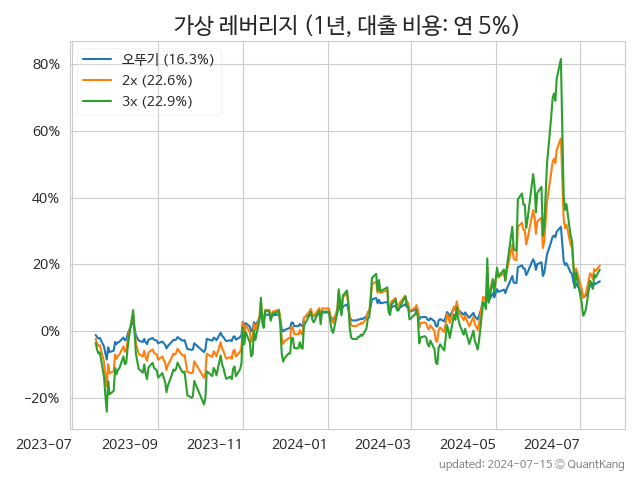 가상 레버리지 (1년, 대출 비용: 연 5%)
오뚜기 (16.3%)
2x (22.6%)
3x (22.9%)
80%
60%
40%
20%
0%
−20%
2023-07 2023-09 2023-11 2024-01 2024-03 2024-05 2024-07
updated: 2024-07-15 © QuantKang